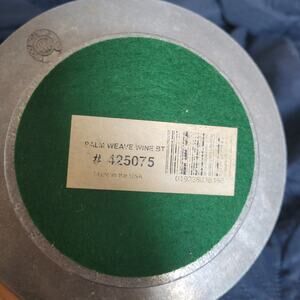 PALM WEAVE WINE BT
# 425075
Made in the USA